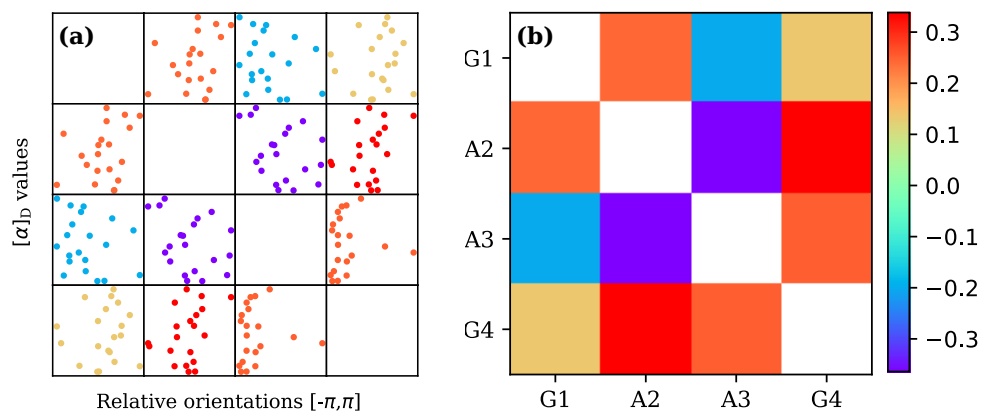 (a)
[α]D values
Relative orientations [-π,π]
(b)
G1
A2
A3
G4
G1 A2 A3 G4
0.3
0.2
0.1
0.0
−0.1
−0.2
−0.3